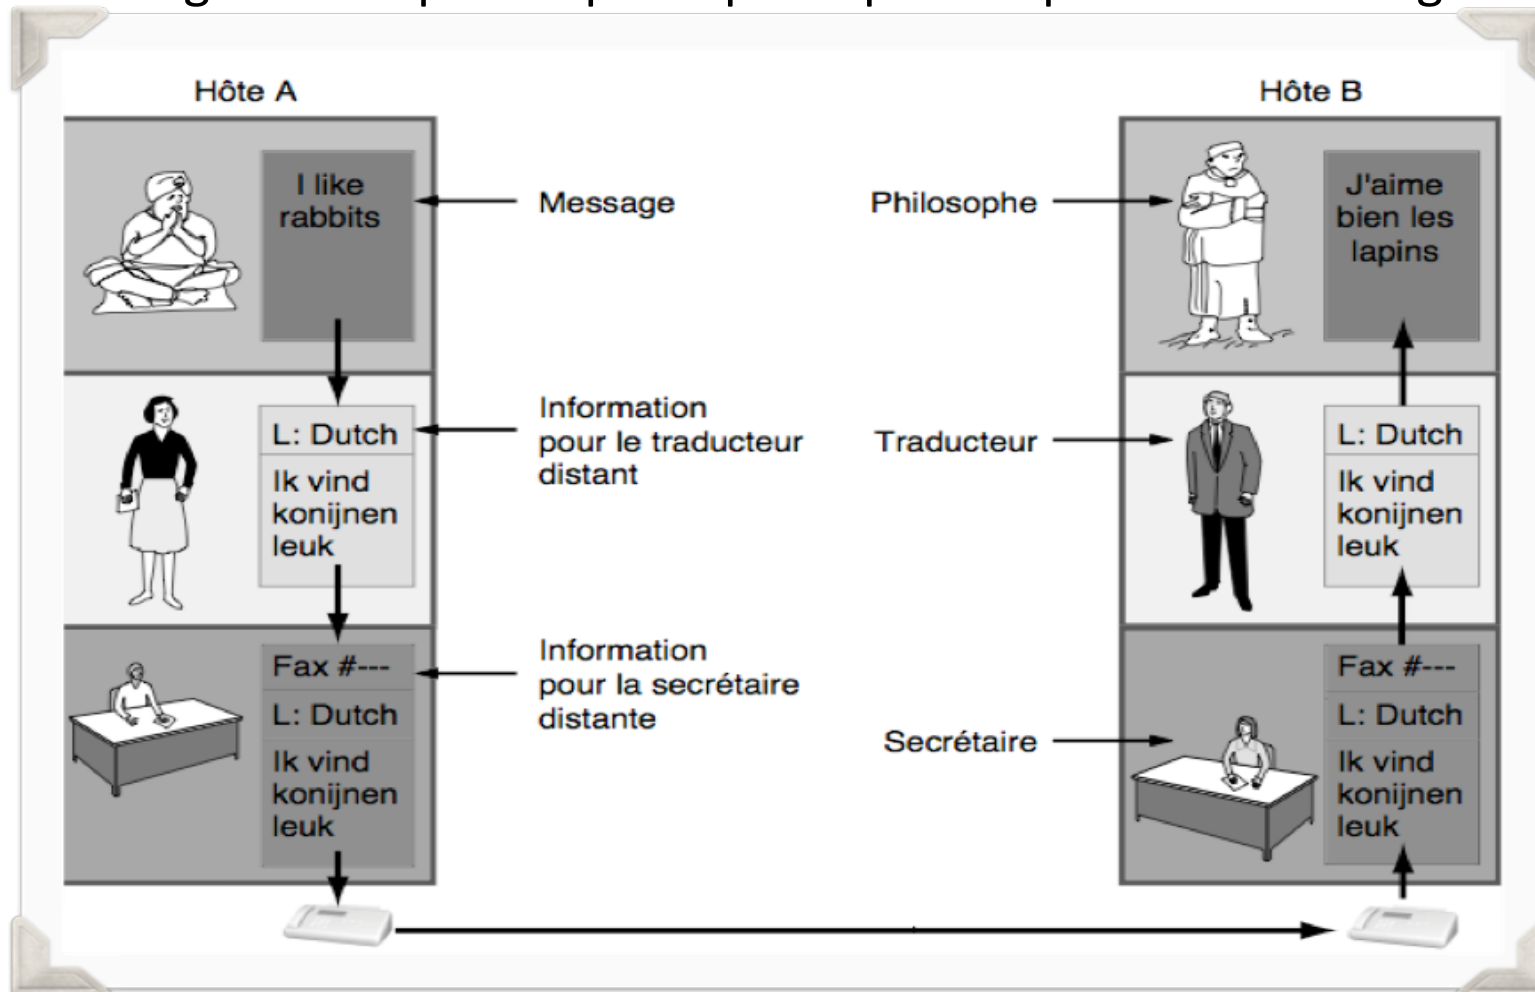 Hôte A
Hôte B
I like
rabbits
Message
Philosophe
J'aime
bien les
lapins
L: Dutch
Ik vind
konijnen
leuk
Information
pour le traducteur
distant
Traducteur
L: Dutch
Ik vind
konijnen
leuk
Fax #---
L: Dutch
Ik vind
konijnen
leuk
Information
pour la secrétaire
distante
Secrétaire
Fax #---
L: Dutch
Ik vind
konijnen
leuk